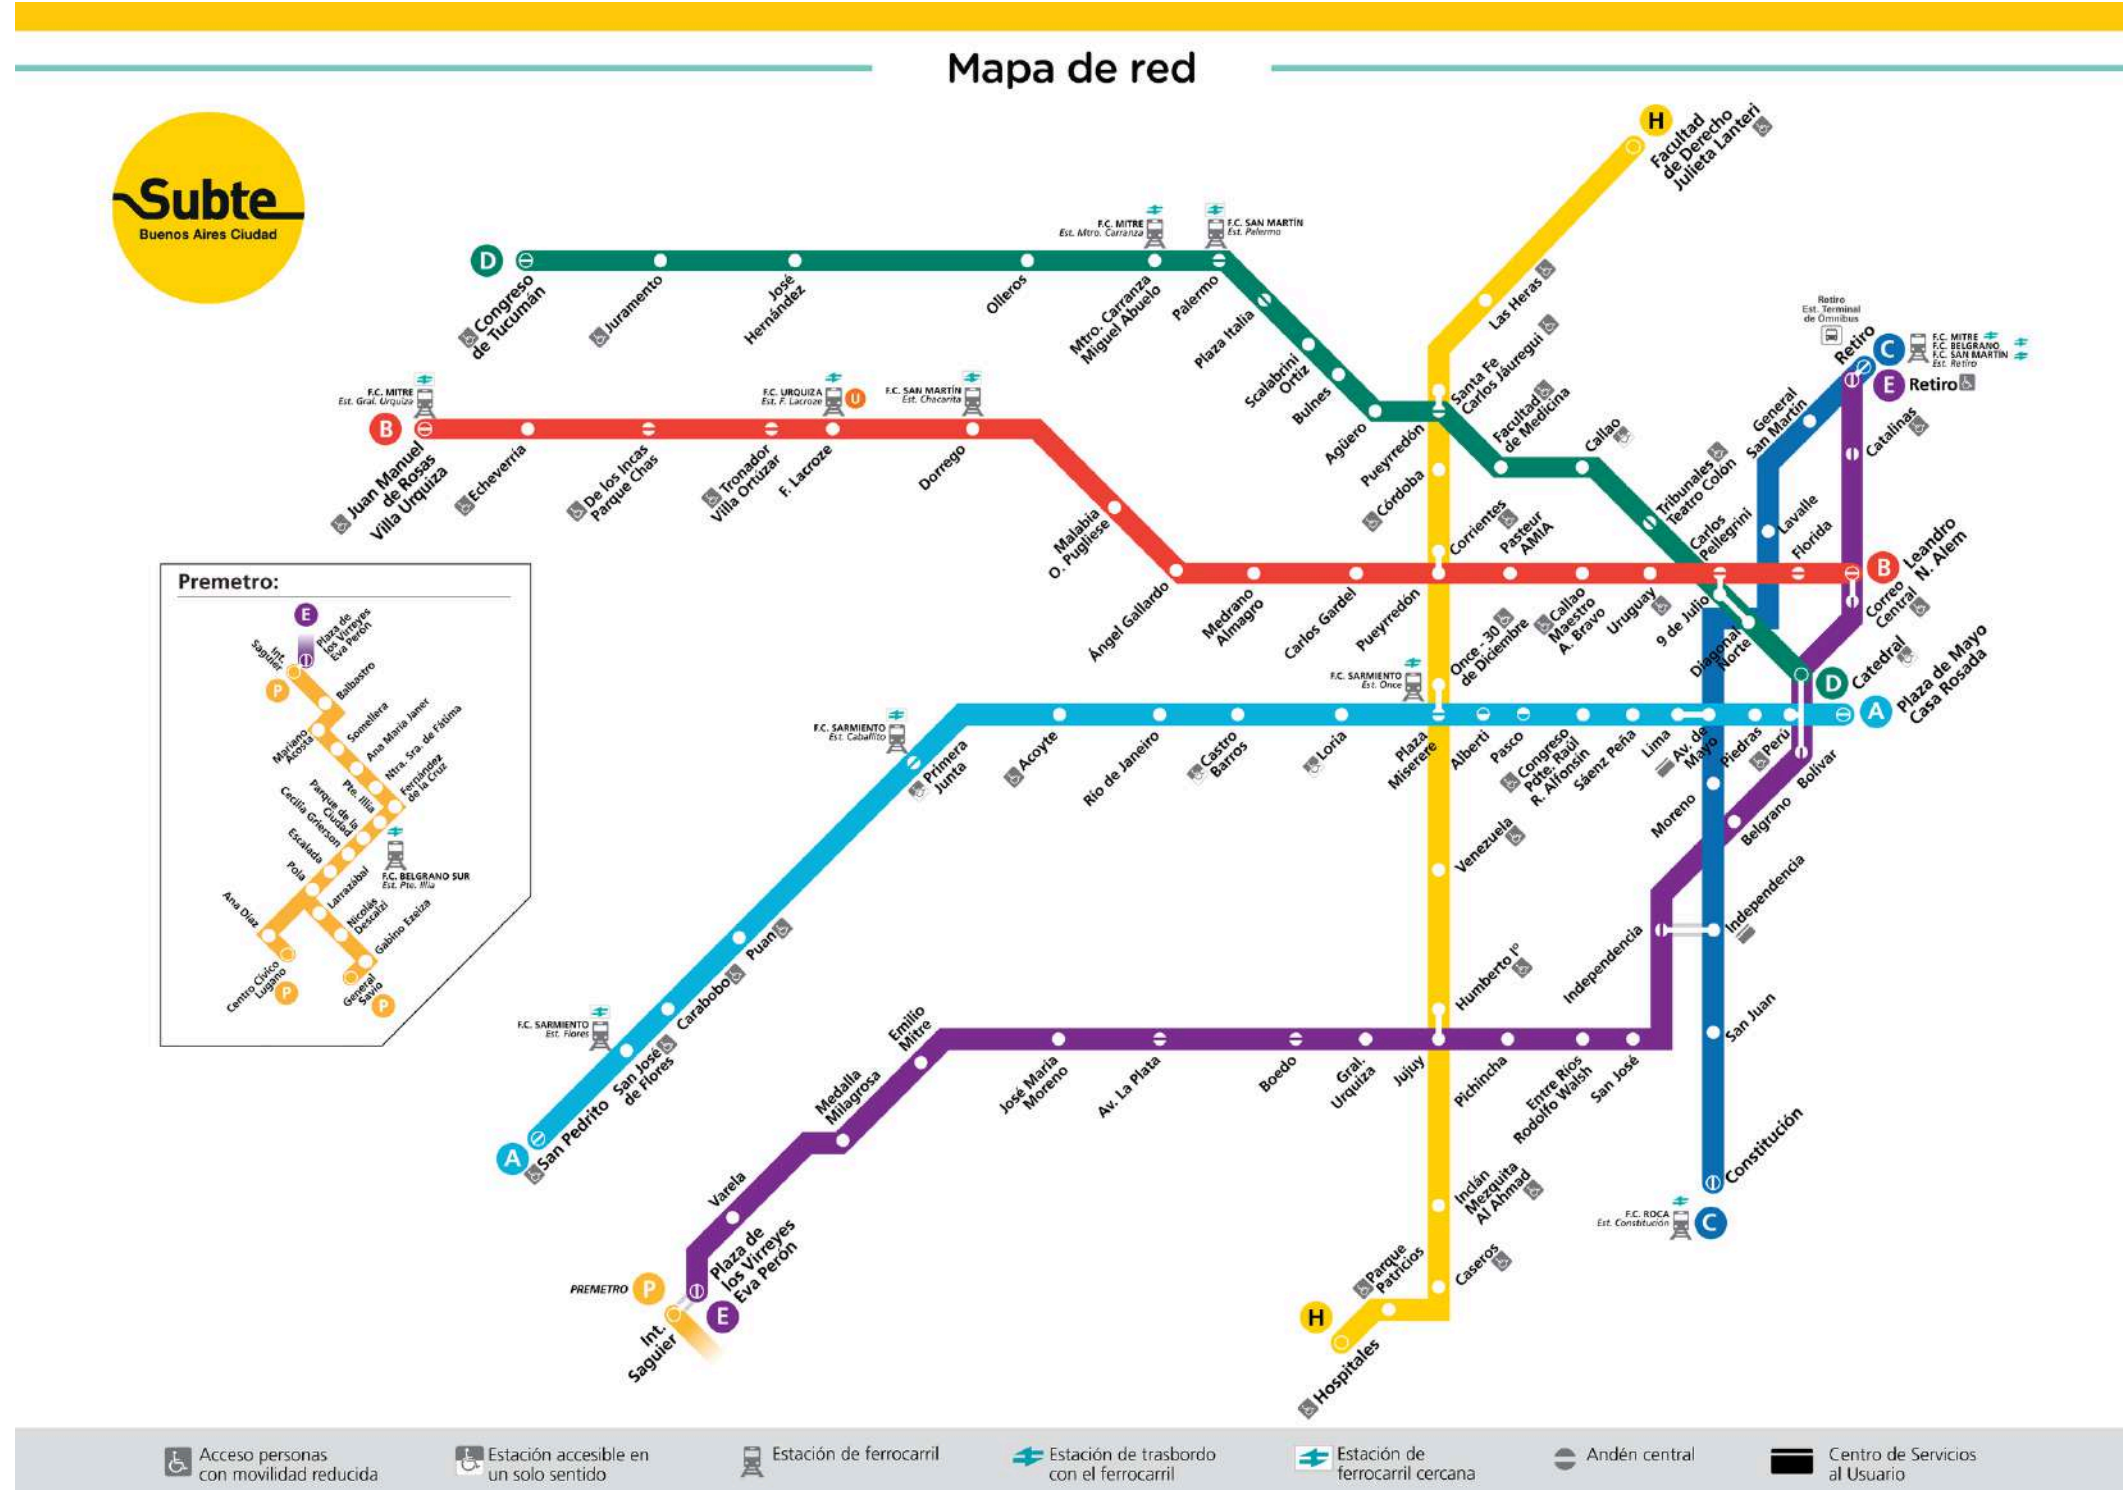 Mapa de red
Subte
Buenos Aires Ciudad
H
Facultad
de Derecho
Julieta Lanteri
Las Heras
Santa Fe
Carlos Jáuregui
Córdoba
Corrientes
Once - 30
de Diciembre
Venezuela
Humberto Iº
Inclán
Mezquita
Al Ahmad
Caseros
Parque
Patricios
H
Hospitales
D
Congreso
de Tucumán
Juramento
José
Hernández
Olleros
F.C. MITRE
Est. Mtro. Carranza
Mtro. Carranza
Miguel Abuelo
F.C. SAN MARTÍN
Est. Palermo
Palermo
Plaza Italia
Scalabrini
Ortiz
Bulnes
Agüero
Pueyrredón
Facultad
de Medicina
Callao
Tribunales
Teatro Colón
9 de Julio
D
Catedral
F.C. MITRE
Est. Gral. Urquiza
B
Juan Manuel
de Rosas
Villa Urquiza
Echeverría
De los Incas
Parque Chas
Tronador
Villa Ortúzar
F.C. URQUIZA
Est. F. Lacroze
U
F. Lacroze
F.C. SAN MARTÍN
Est. Chacarita
Dorrego
Malabia
O. Pugliese
Ángel Gallardo
Medrano
Almagro
Carlos Gardel
Pueyrredón
Pasteur
AMIA
Callao
Maestro
A. Bravo
Uruguay
Carlos
Pellegrini
Florida
B
Leandro
N. Alem
Retiro
Est. Terminal
de Omnibus
Retiro
C
F.C. MITRE
F.C. BELGRANO
F.C. SAN MARTÍN
Est. Retiro
General
San Martín
Lavalle
Diagonal
Norte
Av. de
Mayo
Moreno
Independencia
San Juan
Constitución
F.C. ROCA
Est. Constitución
C
E
Retiro
Catalinas
Correo
Central
Bolívar
Belgrano
Independencia
San José
Entre Ríos
Rodolfo Walsh
Pichincha
Jujuy
Gral.
Urquiza
Boedo
Av. La Plata
José María
Moreno
Emilio
Mitre
Medalla
Milagrosa
Varela
Plaza de
los Virreyes
Eva Perón
E
PREMETRO
P
Int.
Saguier
A
Plaza de Mayo
Casa Rosada
Perú
Piedras
Lima
Sáenz Peña
Congreso
Pdte. Raúl
R. Alfonsín
Pasco
Alberti
F.C. SARMIENTO
Est. Once
Plaza
Miserere
Loria
Castro
Barros
Río de Janeiro
Acoyte
F.C. SARMIENTO
Est. Caballito
Primera
Junta
Puan
Carabobo
F.C. SARMIENTO
Est. Flores
San José
de Flores
A
San Pedrito
Premetro:
E
Plaza de
los Virreyes
Eva Perón
Int.
Saguier
P
Balbastro
Mariano
Acosta
Somellera
Ana María Janer
Ntra. Sra. de Fátima
Fernández
de la Cruz
Pte. Illia
Parque de la
Ciudad
Cecilia Grierson
Escalada
Pola
F.C. BELGRANO SUR
Est. Pte. Illia
Larrazábal
Nicolás
Descalzi
Gabino Ezeiza
Ana Díaz
Centro Cívico
Lugano
P
General
Savio
P
Acceso personas
con movilidad reducida
Estación accesible en
un solo sentido
Estación de ferrocarril
Estación de trasbordo
con el ferrocarril
Estación de
ferrocarril cercana
Andén central
Centro de Servicios
al Usuario